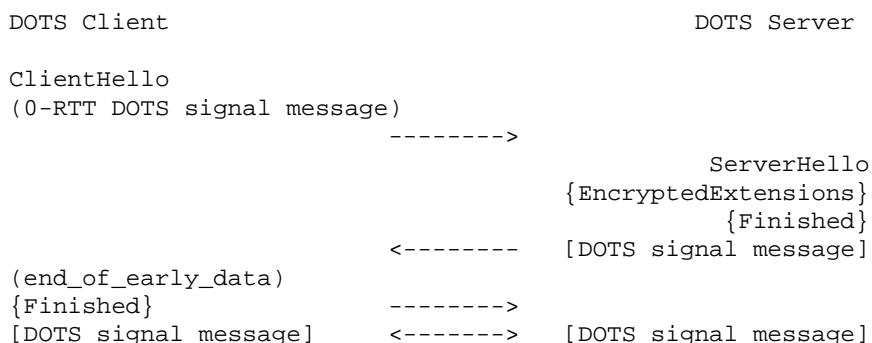 DOTS Client                                  DOTS Server

ClientHello
(0-RTT DOTS signal message)
                          -------->
                                               ServerHello
                                     {EncryptedExtensions}
                                                {Finished}
                          <--------   [DOTS signal message]
(end_of_early_data)
{Finished}                -------->
[DOTS signal message]     <------->   [DOTS signal message]